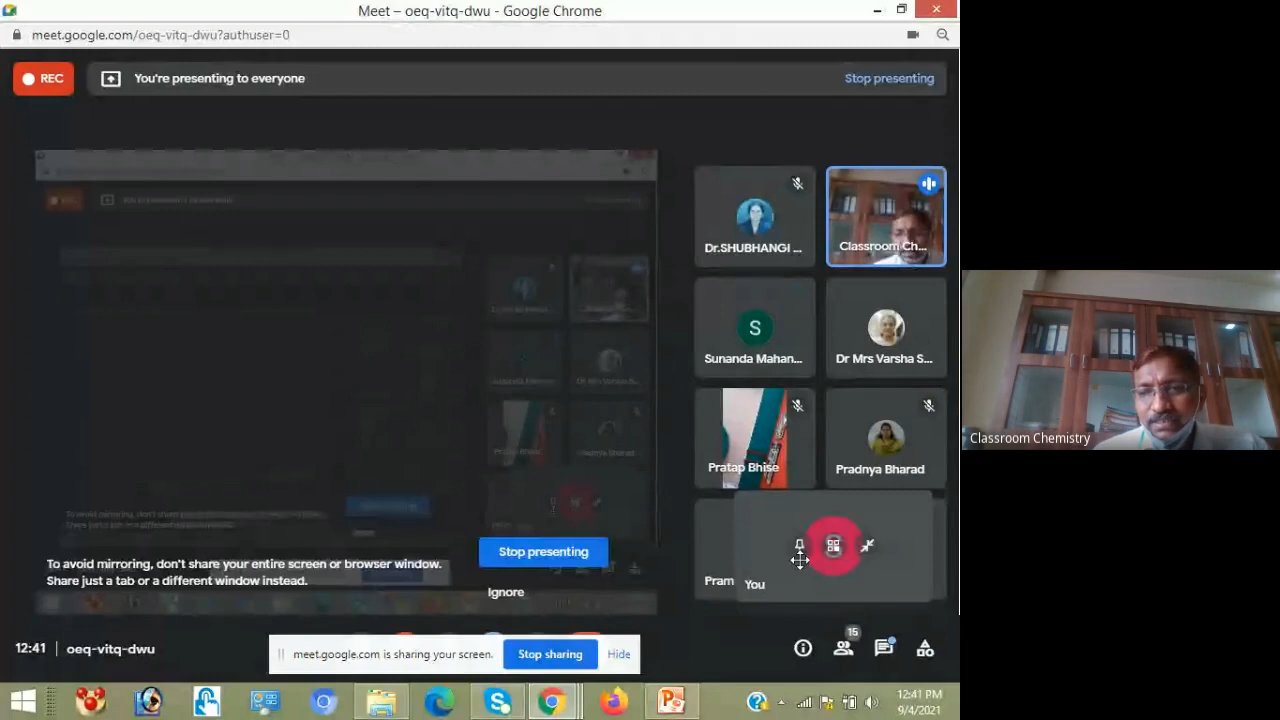 Meet – oeq-vitq-dwu - Google Chrome
meet.google.com/oeq-vitq-dwu?authuser=0
REC
You're presenting to everyone
Stop presenting
Dr.SHUBHANGI ...
Classroom Ch...
S
Sunanda Mahan...
Dr Mrs Varsha S...
Pratap Bhise
Pradnya Bharad
Classroom Chemistry
Pram
You
To avoid mirroring, don't share your entire screen or browser window.
Share just a tab or a different window instead.
Stop presenting
Ignore
12:41
oeq-vitq-dwu
meet.google.com is sharing your screen.
Stop sharing
Hide
15
12:41 PM
9/4/2021